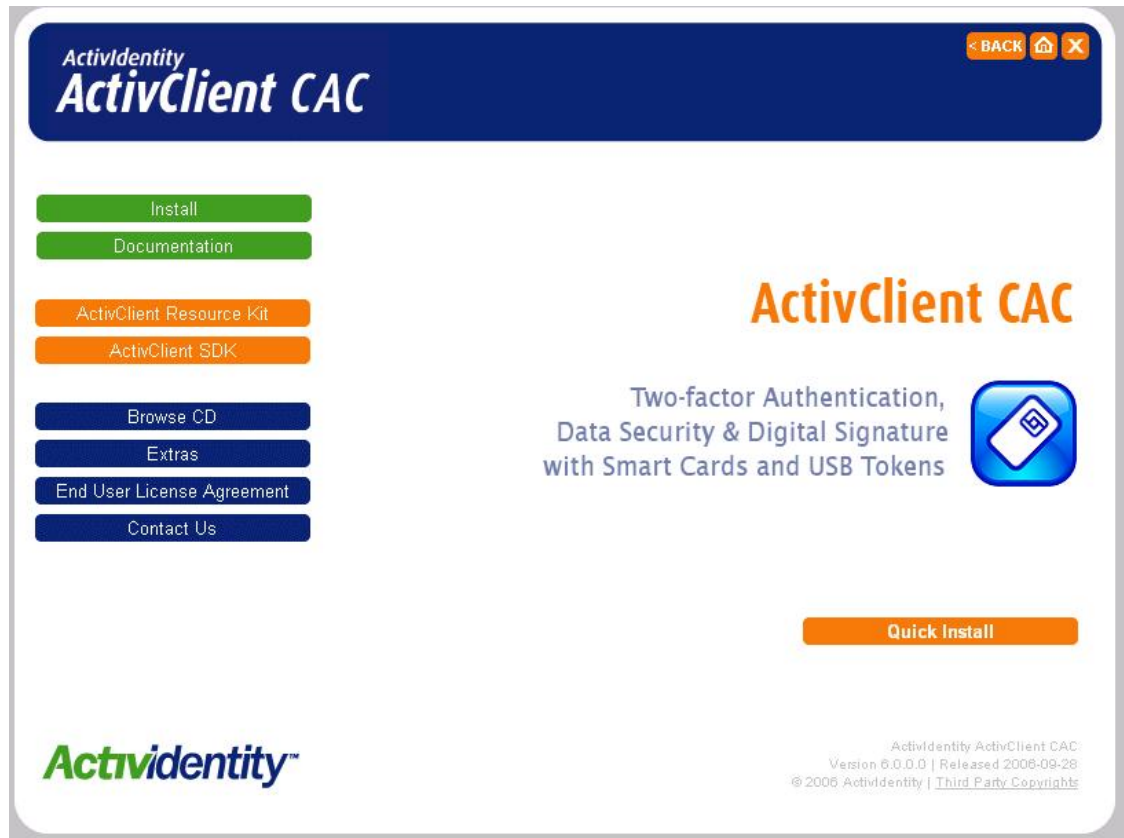 ActivIdentity
ActivClient CAC
< BACK
X
Install
Documentation
ActivClient Resource Kit
ActivClient SDK
Browse CD
Extras
End User License Agreement
Contact Us
ActivClient CAC
Two-factor Authentication,
Data Security & Digital Signature
with Smart Cards and USB Tokens
Quick Install
Actividentity™
ActivIdentity ActivClient CAC
Version 6.0.0.0 | Released 2006-09-28
© 2006 ActivIdentity | Third Party Copyrights